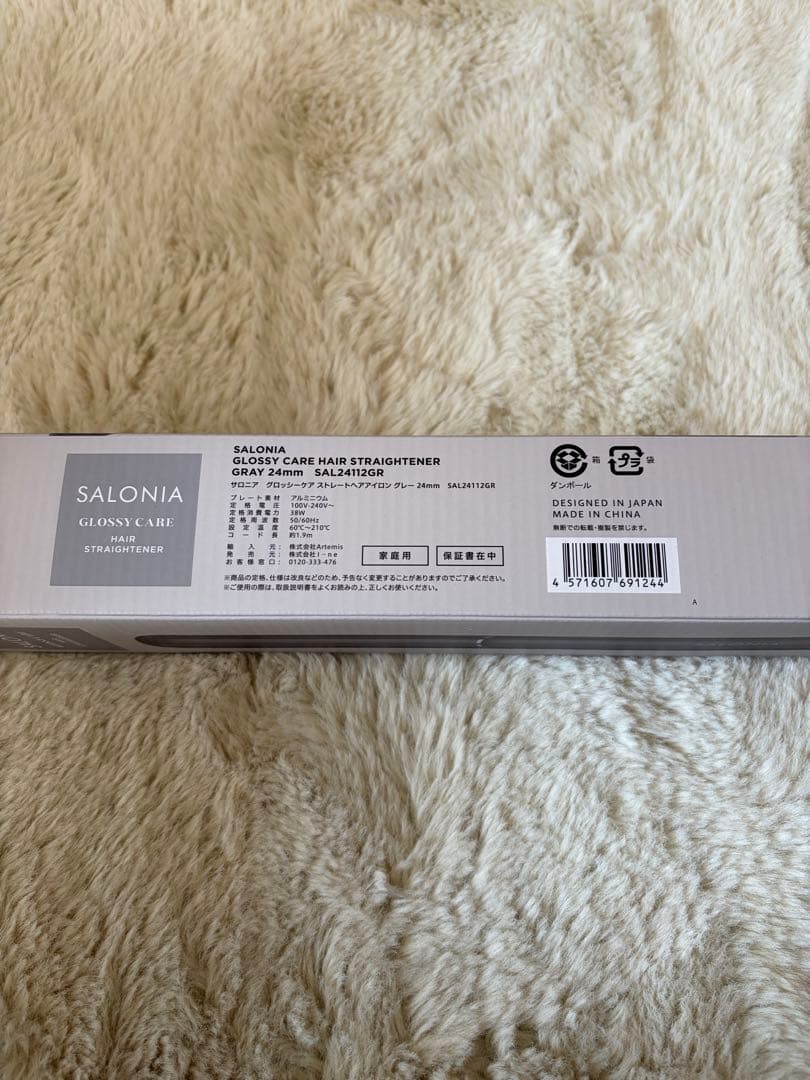 SALONIA
GLOSSY CARE
HAIR
STRAIGHTENER
SALONIA
GLOSSY CARE HAIR STRAIGHTENER
GRAY 24mm SAL24112GR
サロニア グロッシーケア ストレートヘアアイロン グレー 24mm SAL24112GR
プレート素材 アルミニウム
定格電圧 100V-240V~
定格消費電力 38W
定格周波数 50/60Hz
設定温度 60℃~210℃
コード長 約1.9m
輸入元: 株式会社Artemis
発売元: 株式会社I-ne
お客様窓口: 0120-333-476
家庭用 保証書在中
※商品の定格、仕様は改良などのため、予告なく変更することがありますのでご了承ください。
※ご使用の際は、取扱説明書をよくお読みの上、正しくお使いください。
箱 プラ 袋
ダンボール
DESIGNED IN JAPAN
MADE IN CHINA
無断での転載・複製を禁じます。
4 571607 691244
A